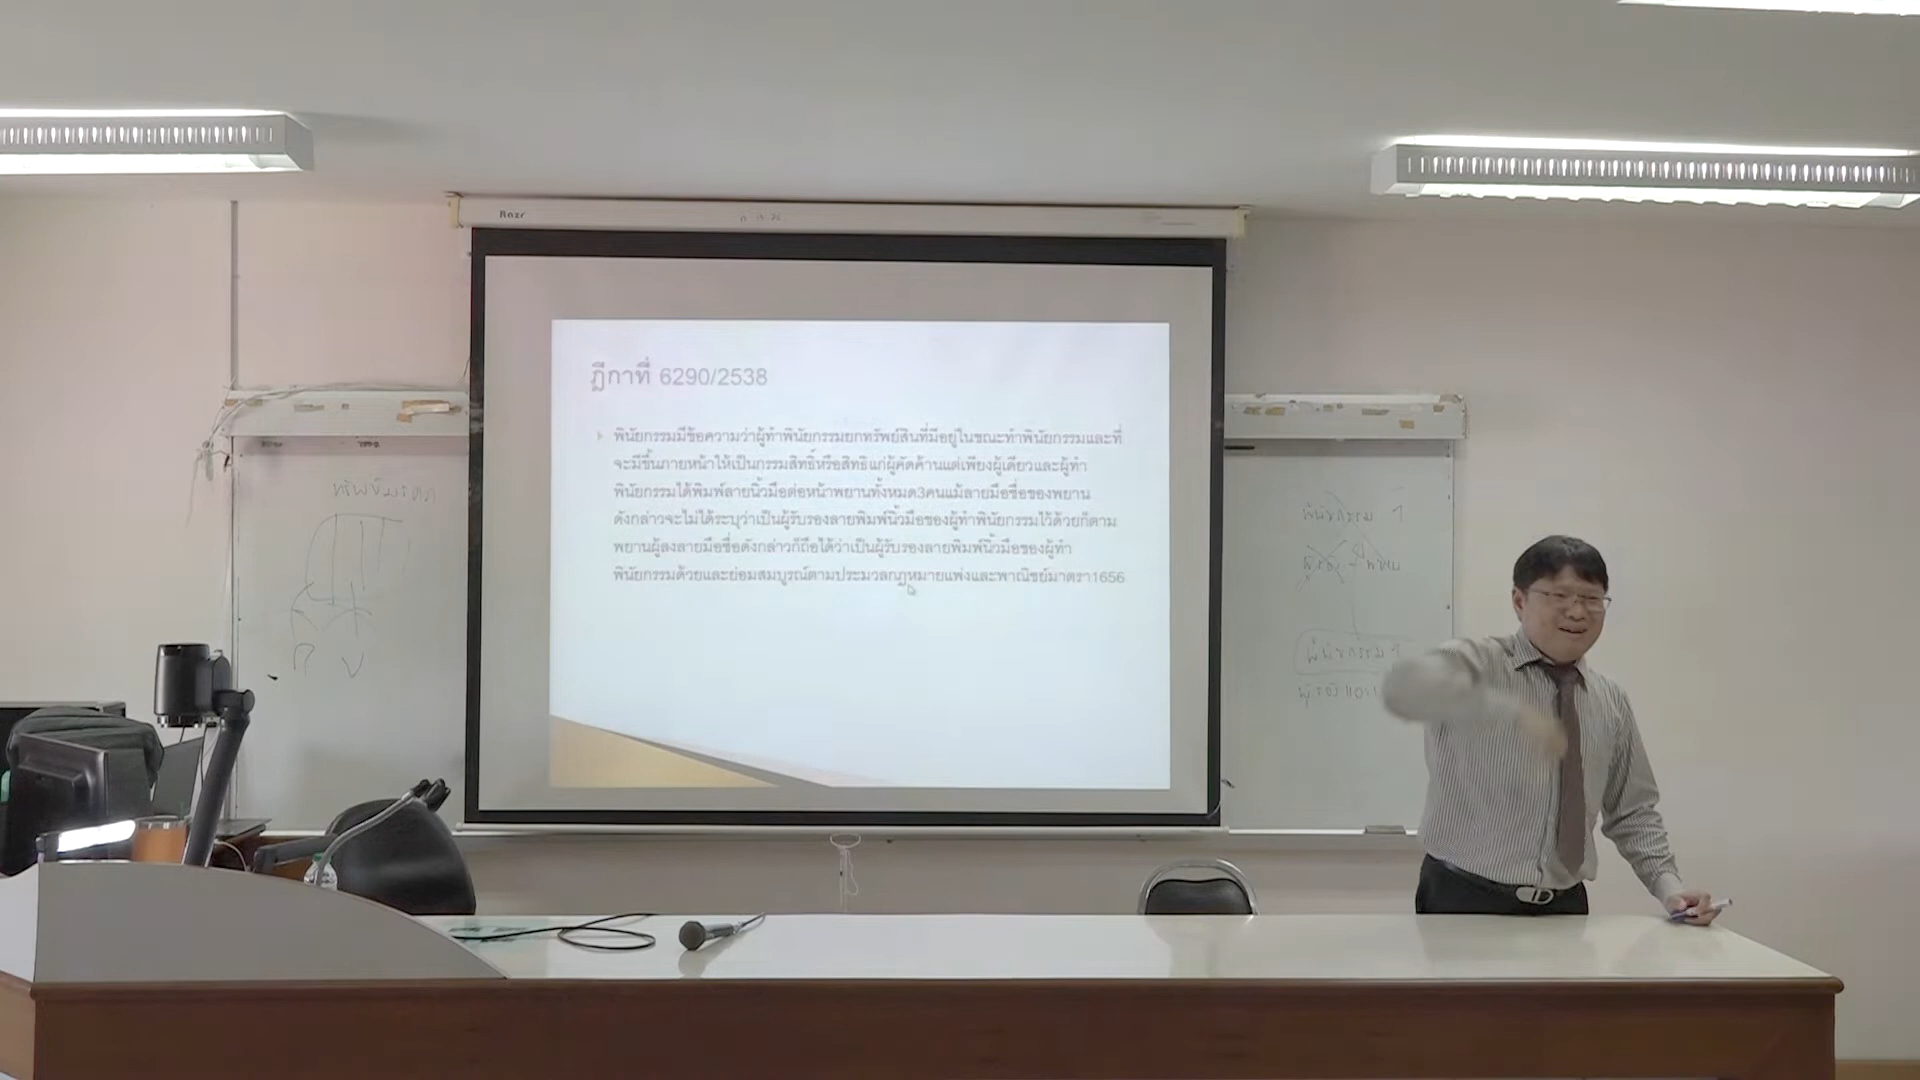 Razr
ฎีกาที่ 6290/2538
พินัยกรรมมีข้อความว่าผู้ทำพินัยกรรมยกทรัพย์สินที่มีอยู่ในขณะทำพินัยกรรมและที่
จะมีขึ้นภายหน้าให้เป็นกรรมสิทธิ์หรือสิทธิแก่ผู้คัดค้านแต่เพียงผู้เดียวและผู้ทำ
พินัยกรรมได้พิมพ์ลายนิ้วมือต่อหน้าพยานทั้งหมด3คนแม้ลายมือชื่อของพยาน
ดังกล่าวจะไม่ได้ระบุว่าเป็นผู้รับรองลายพิมพ์นิ้วมือของผู้ทำพินัยกรรมไว้ด้วยก็ตาม
พยานผู้ลงลายมือชื่อดังกล่าวก็ถือได้ว่าเป็นผู้รับรองลายพิมพ์นิ้วมือของผู้ทำ
พินัยกรรมด้วยและย่อมสมบูรณ์ตามประมวลกฎหมายแพ่งและพาณิชย์มาตรา1656
ทรัพย์มรดก
พินัยกรรม
พินัยกรรม